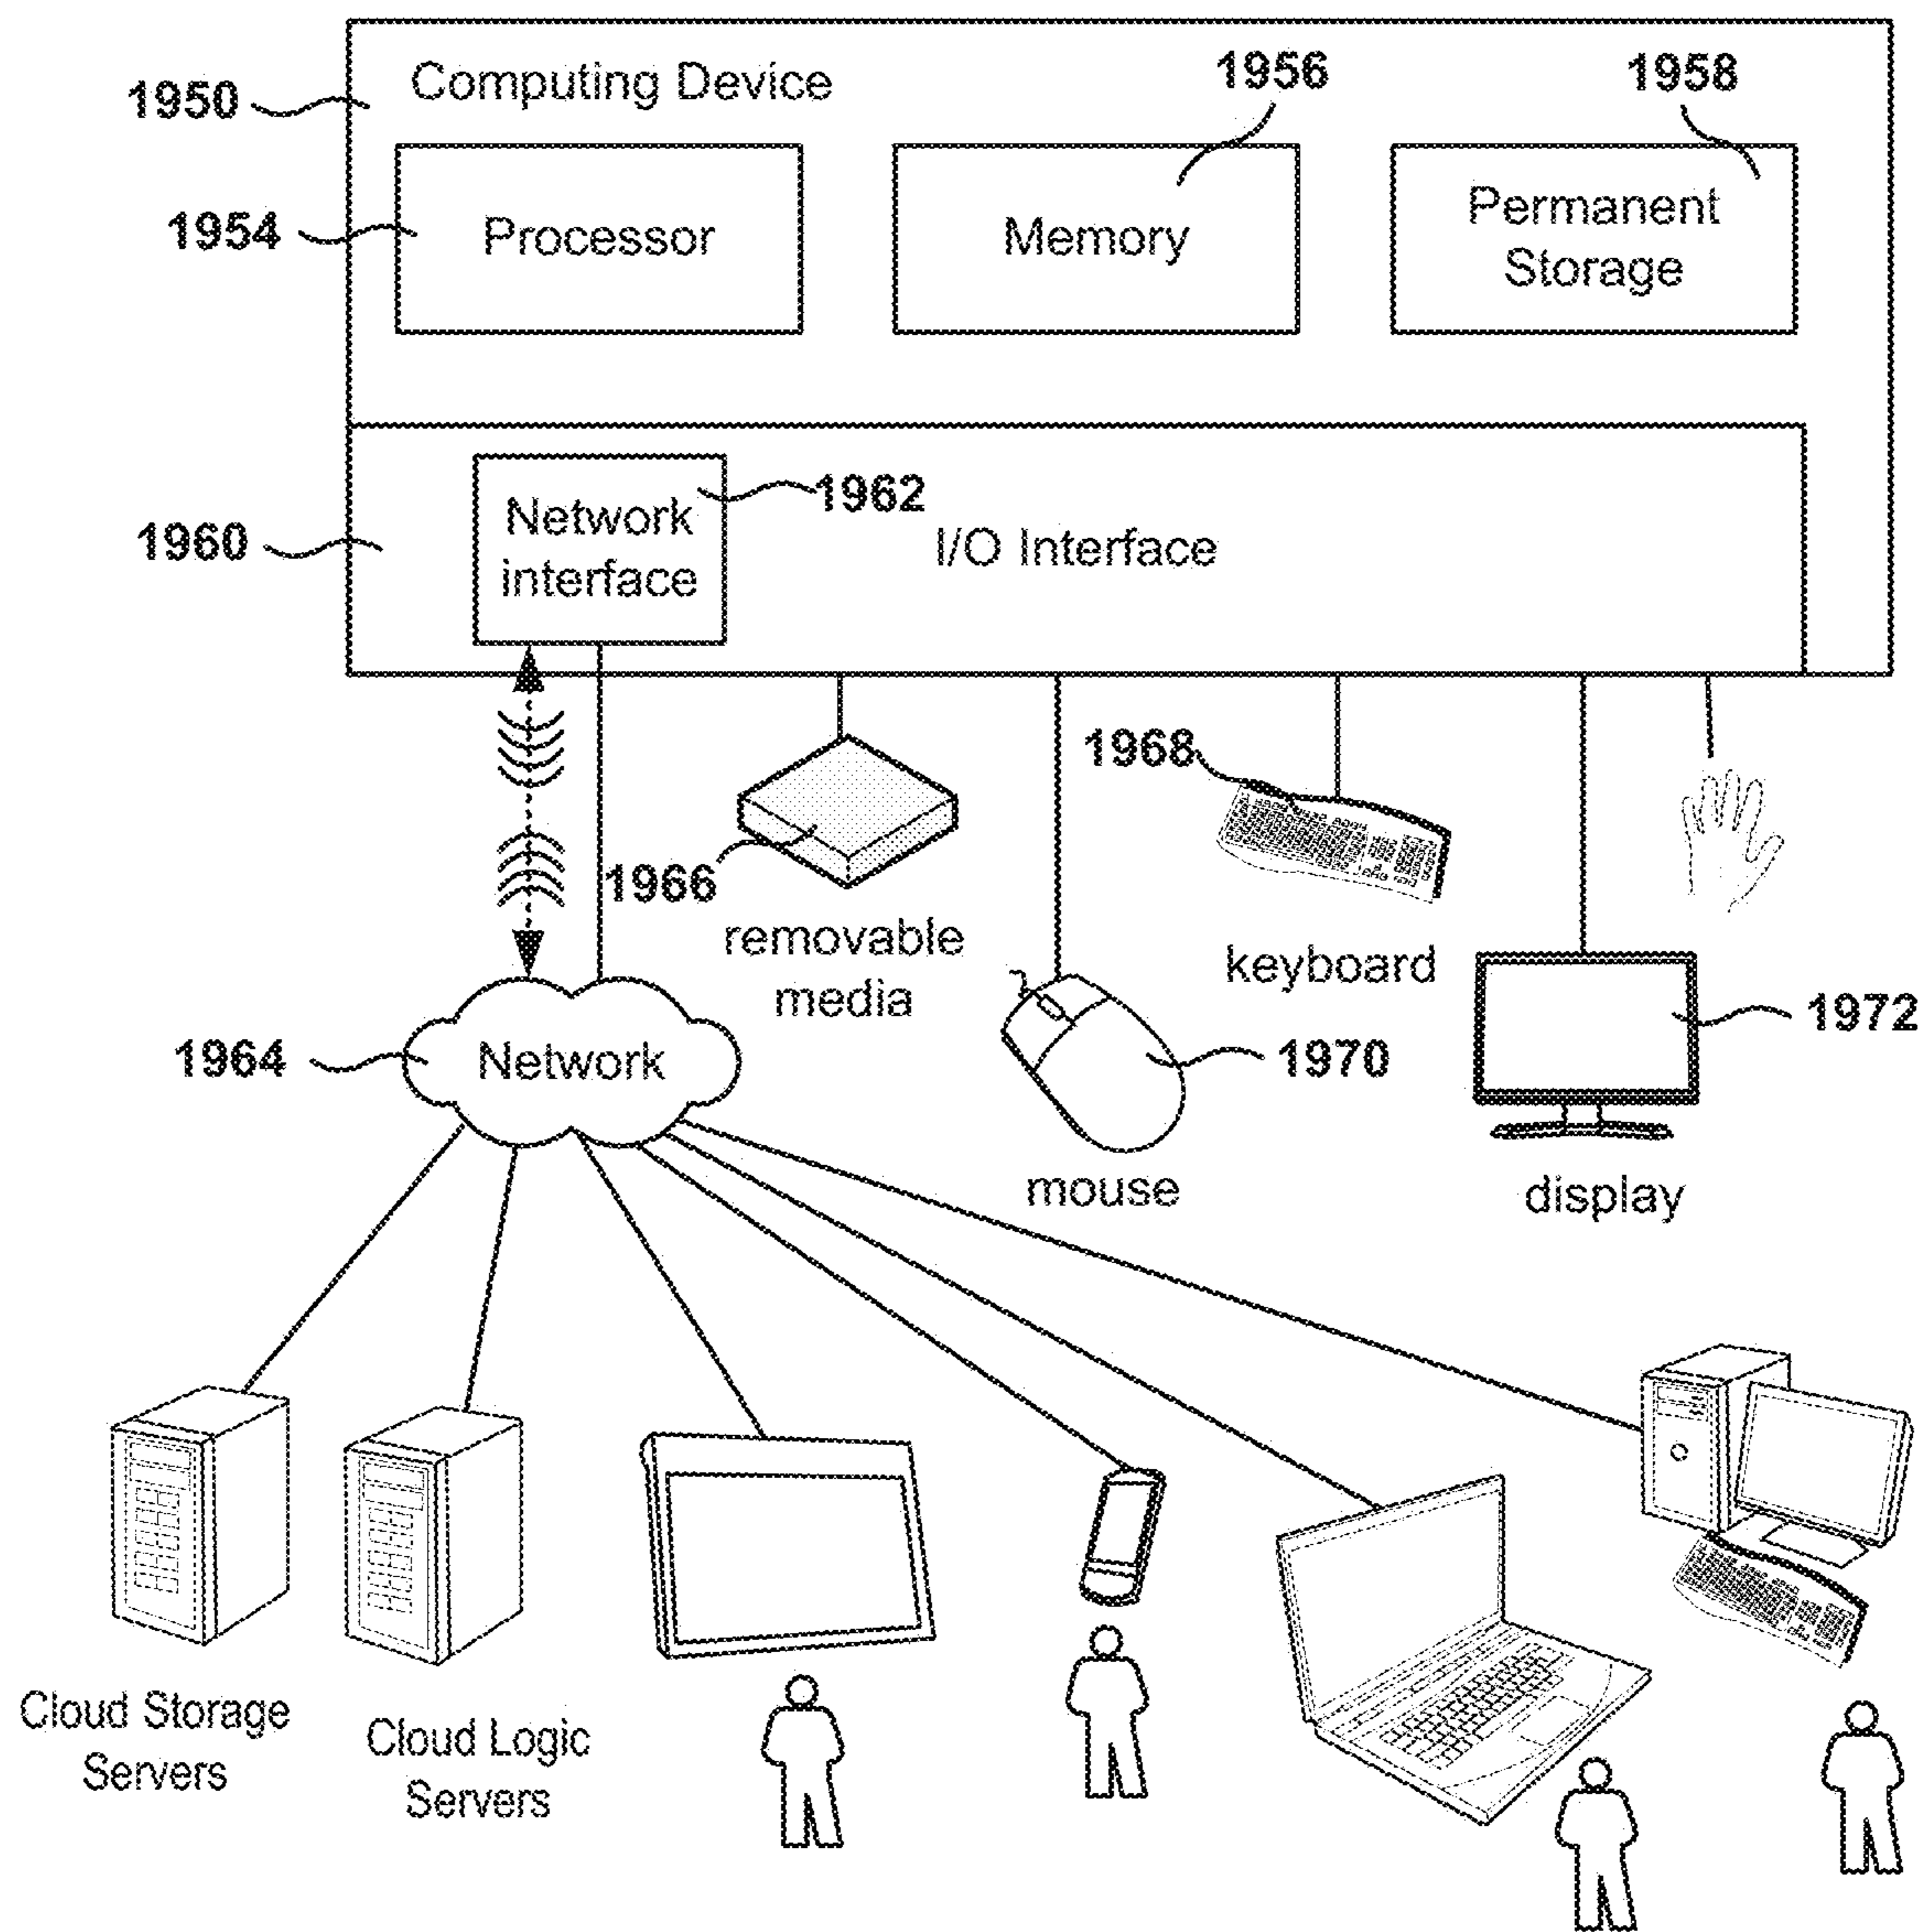 Computing Device
1950
1956
1958
1954
Processor
Memory
Permanent
Storage
1962
Network
interface
1960
I/O Interface
1968
1966
removable
media
keyboard
1964
Network
1970
1972
mouse
display
Cloud Storage
Servers
Cloud Logic
Servers